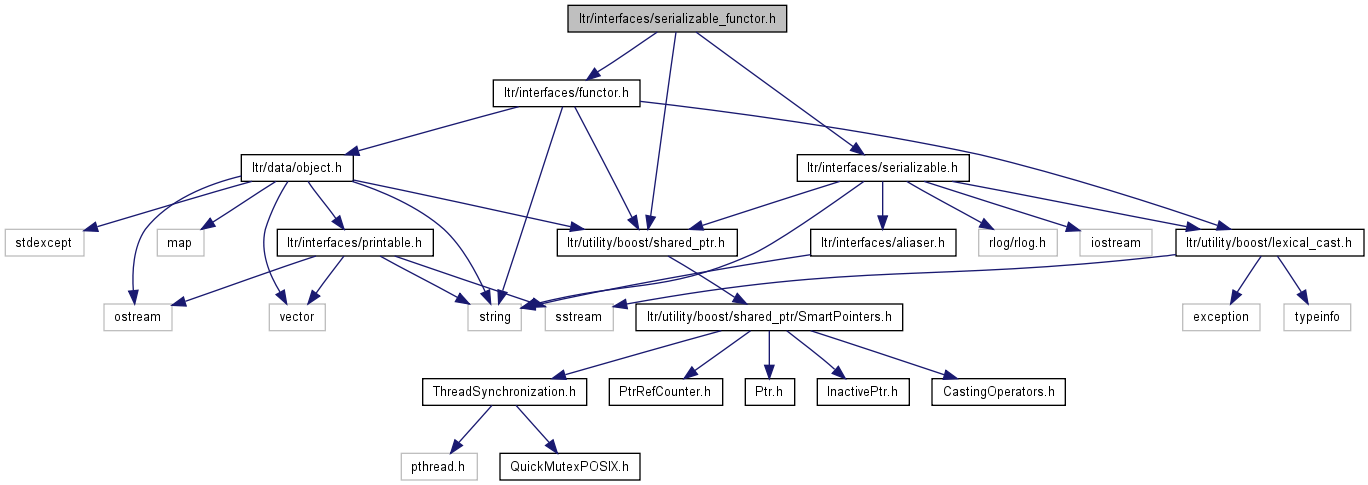 ltr/interfaces/serializable_functor.h
ltr/interfaces/functor.h
ltr/data/object.h
ltr/interfaces/serializable.h
stdexcept
map
ltr/interfaces/printable.h
ltr/utility/boost/shared_ptr.h
ltr/interfaces/aliaser.h
rlog/rlog.h
iostream
ltr/utility/boost/lexical_cast.h
ostream
vector
string
sstream
ltr/utility/boost/shared_ptr/SmartPointers.h
exception
typeinfo
ThreadSynchronization.h
PtrRefCounter.h
Ptr.h
InactivePtr.h
CastingOperators.h
pthread.h
QuickMutexPOSIX.h